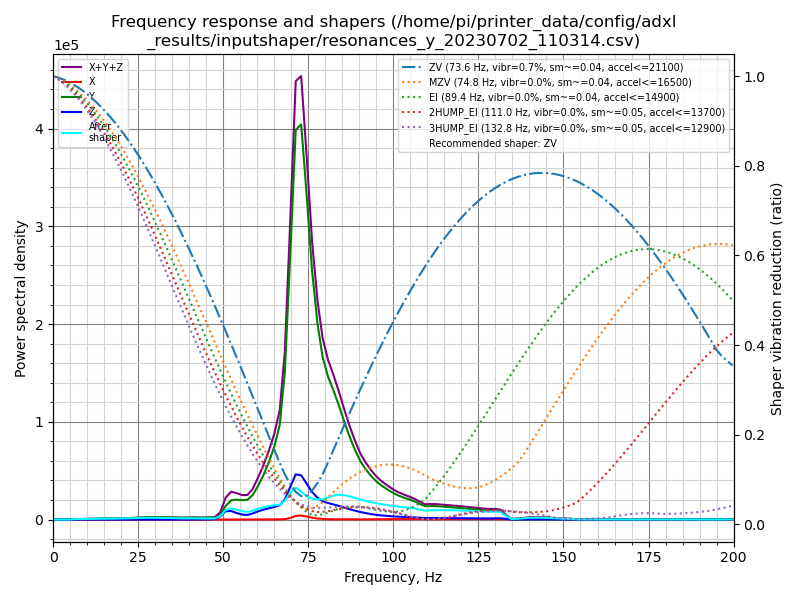 Frequency response and shapers (/home/pi/printer_data/config/adxl
_results/inputshaper/resonances_y_20230702_110314.csv)
1e5
X+Y+Z
X
Y
Z
After
shaper
ZV (73.6 Hz, vibr=0.7%, sm~=0.04, accel<=21100)
MZV (74.8 Hz, vibr=0.0%, sm~=0.04, accel<=16500)
EI (89.4 Hz, vibr=0.0%, sm~=0.04, accel<=14900)
2HUMP_EI (111.0 Hz, vibr=0.0%, sm~=0.05, accel<=13700)
3HUMP_EI (132.8 Hz, vibr=0.0%, sm~=0.05, accel<=12900)
Recommended shaper: ZV
Power spectral density
4
3
2
1
0
Shaper vibration reduction (ratio)
1.0
0.8
0.6
0.4
0.2
0.0
0 25 50 75 100 125 150 175 200
Frequency, Hz